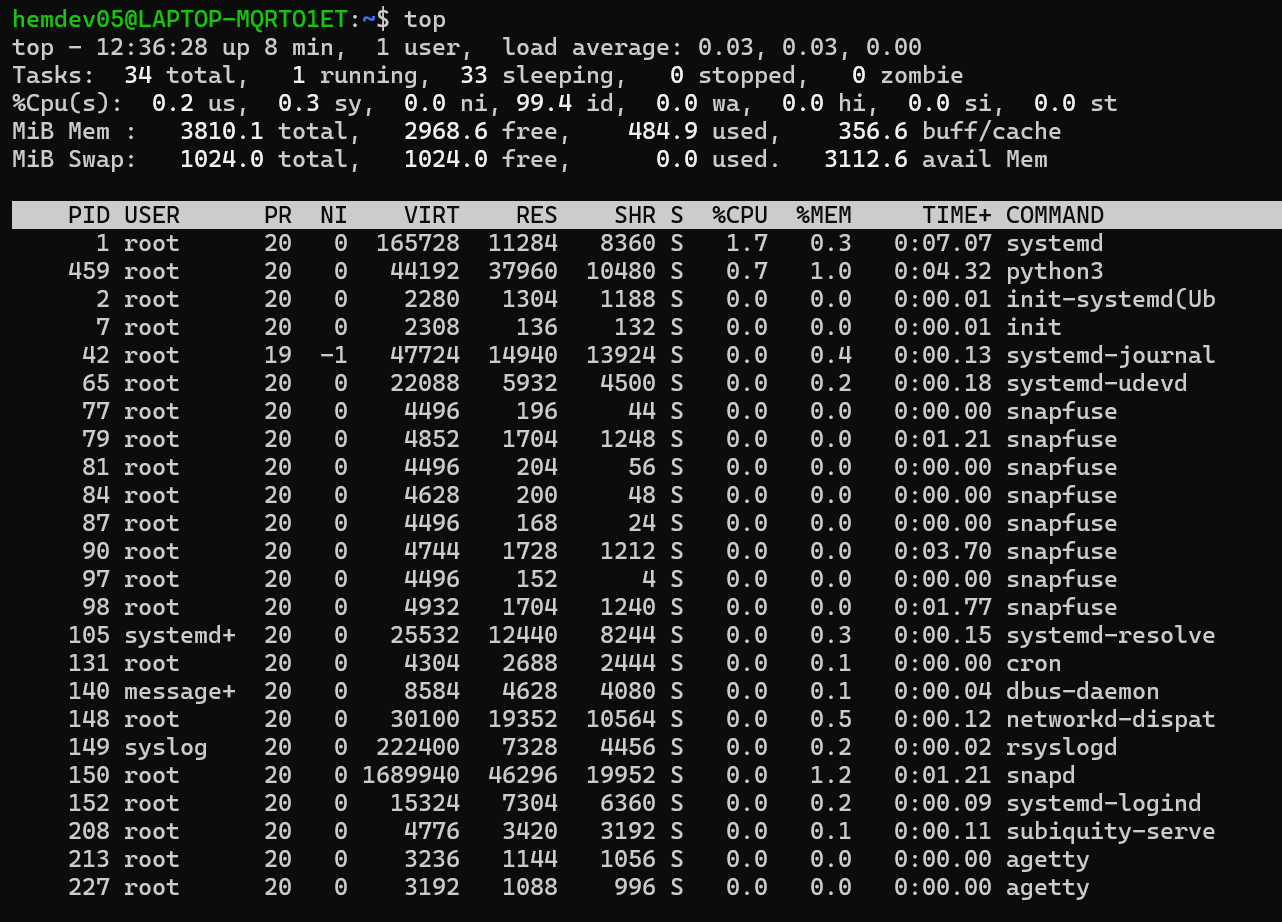 hemdev05@LAPTOP-MQRTO1ET:~$ top
top - 12:36:28 up 8 min,  1 user,  load average: 0.03, 0.03, 0.00
Tasks:  34 total,   1 running,  33 sleeping,   0 stopped,   0 zombie
%Cpu(s):  0.2 us,  0.3 sy,  0.0 ni, 99.4 id,  0.0 wa,  0.0 hi,  0.0 si,  0.0 st
MiB Mem :   3810.1 total,   2968.6 free,    484.9 used,    356.6 buff/cache
MiB Swap:   1024.0 total,   1024.0 free,      0.0 used.   3112.6 avail Mem
    PID USER      PR  NI    VIRT    RES    SHR S  %CPU  %MEM     TIME+ COMMAND
      1 root      20   0  165728  11284   8360 S   1.7   0.3   0:07.07 systemd
    459 root      20   0   44192  37960  10480 S   0.7   1.0   0:04.32 python3
      2 root      20   0    2280   1304   1188 S   0.0   0.0   0:00.01 init-systemd(Ub
      7 root      20   0    2308    136    132 S   0.0   0.0   0:00.01 init
     42 root      19  -1   47724  14940  13924 S   0.0   0.4   0:00.13 systemd-journal
     65 root      20   0   22088   5932   4500 S   0.0   0.2   0:00.18 systemd-udevd
     77 root      20   0    4496    196     44 S   0.0   0.0   0:00.00 snapfuse
     79 root      20   0    4852   1704   1248 S   0.0   0.0   0:01.21 snapfuse
     81 root      20   0    4496    204     56 S   0.0   0.0   0:00.00 snapfuse
     84 root      20   0    4628    200     48 S   0.0   0.0   0:00.00 snapfuse
     87 root      20   0    4496    168     24 S   0.0   0.0   0:00.00 snapfuse
     90 root      20   0    4744   1728   1212 S   0.0   0.0   0:03.70 snapfuse
     97 root      20   0    4496    152      4 S   0.0   0.0   0:00.00 snapfuse
     98 root      20   0    4932   1704   1240 S   0.0   0.0   0:01.77 snapfuse
    105 systemd+  20   0   25532  12440   8244 S   0.0   0.3   0:00.15 systemd-resolve
    131 root      20   0    4304   2688   2444 S   0.0   0.1   0:00.00 cron
    140 message+  20   0    8584   4628   4080 S   0.0   0.1   0:00.04 dbus-daemon
    148 root      20   0   30100  19352  10564 S   0.0   0.5   0:00.12 networkd-dispat
    149 syslog    20   0  222400   7328   4456 S   0.0   0.2   0:00.02 rsyslogd
    150 root      20   0 1689940  46296  19952 S   0.0   1.2   0:01.21 snapd
    152 root      20   0   15324   7304   6360 S   0.0   0.2   0:00.09 systemd-logind
    208 root      20   0    4776   3420   3192 S   0.0   0.1   0:00.11 subiquity-serve
    213 root      20   0    3236   1144   1056 S   0.0   0.0   0:00.00 agetty
    227 root      20   0    3192   1088    996 S   0.0   0.0   0:00.00 agetty